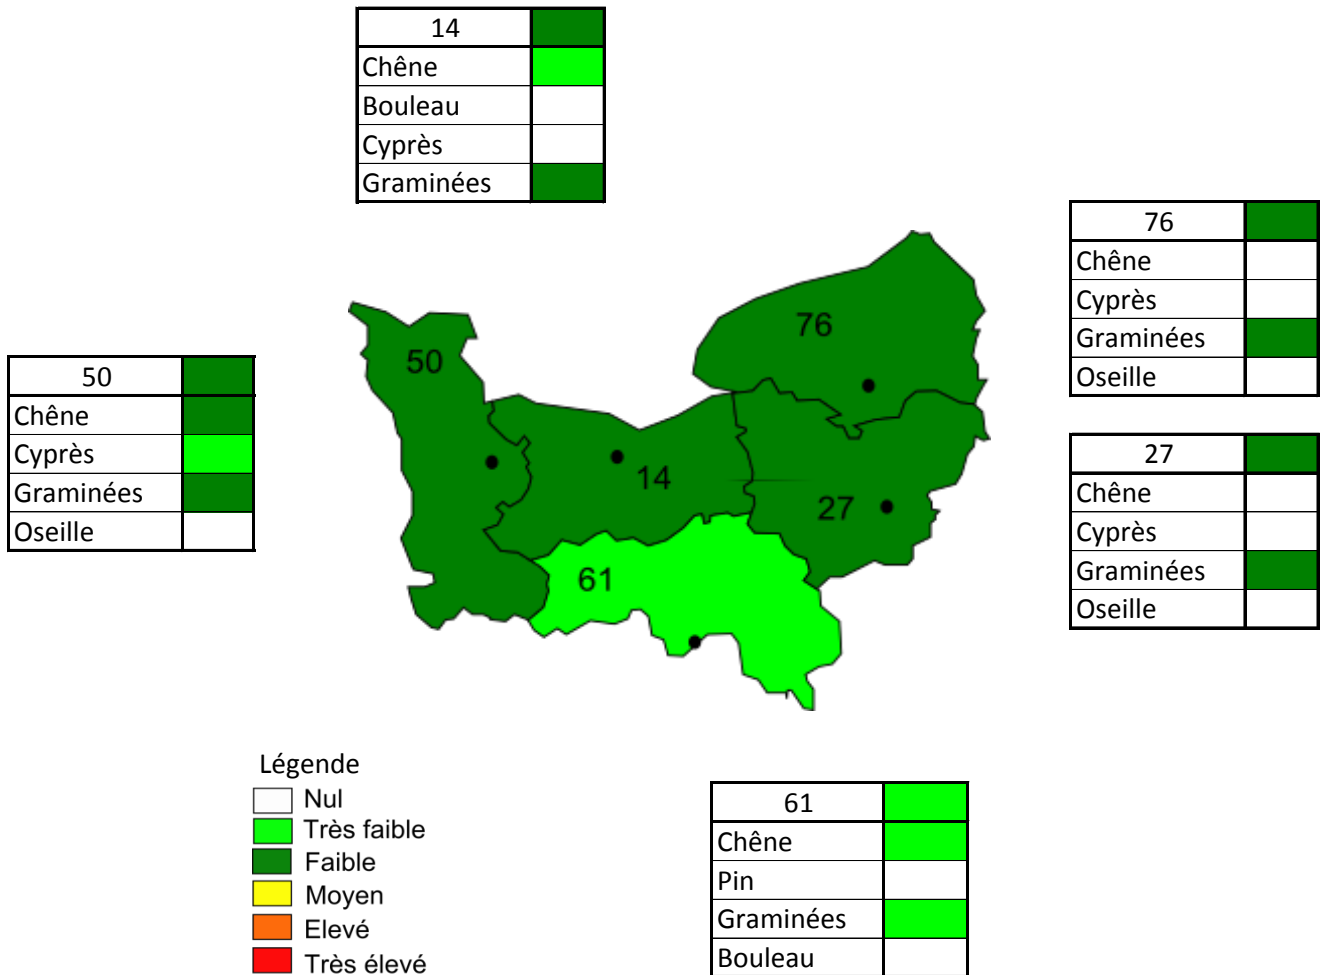 14
Chêne
Bouleau
Cyprès
Graminées
76
Chêne
Cyprès
Graminées
Oseille
50
Chêne
Cyprès
Graminées
Oseille
27
Chêne
Cyprès
Graminées
Oseille
76
50
14
27
61
Légende
Nul
Très faible
Faible
Moyen
Elevé
Très élevé
61
Chêne
Pin
Graminées
Bouleau